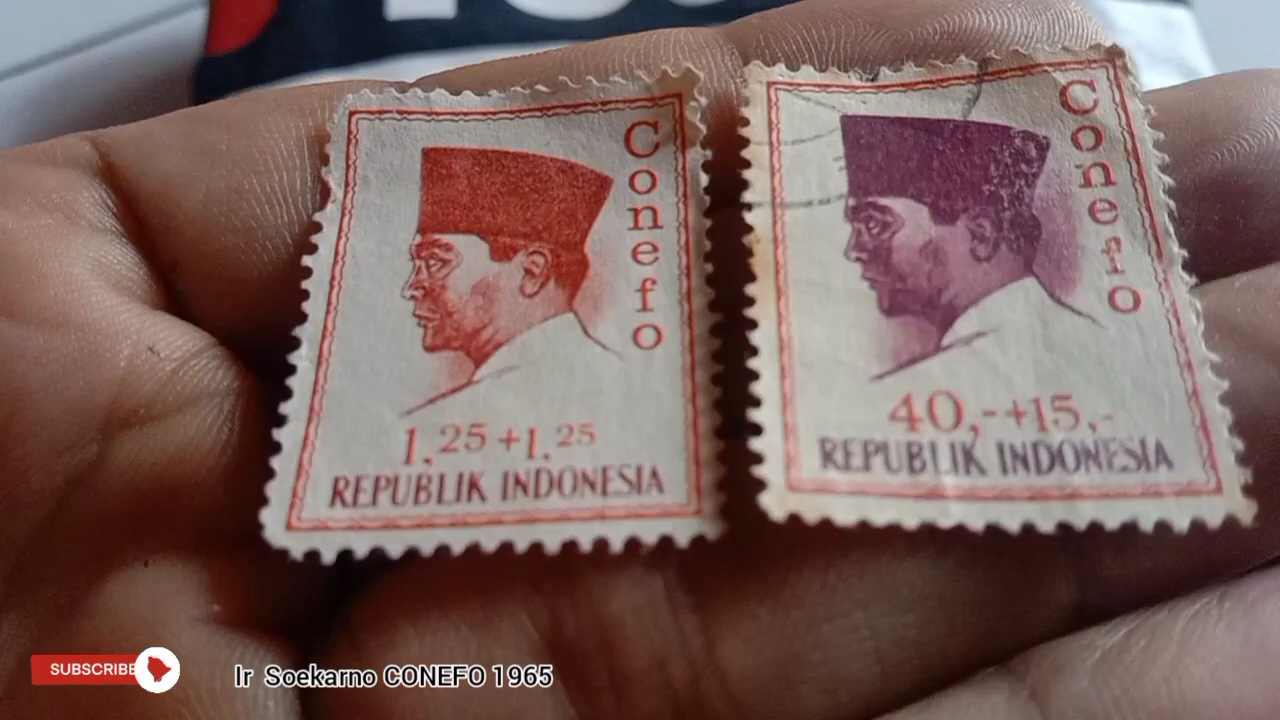 Conefo
1,25+1,25
REPUBLIK INDONESIA
Conefo
40,-+15,-
REPUBLIK INDONESIA
SUBSCRIBE
Ir Soekarno CONEFO 1965